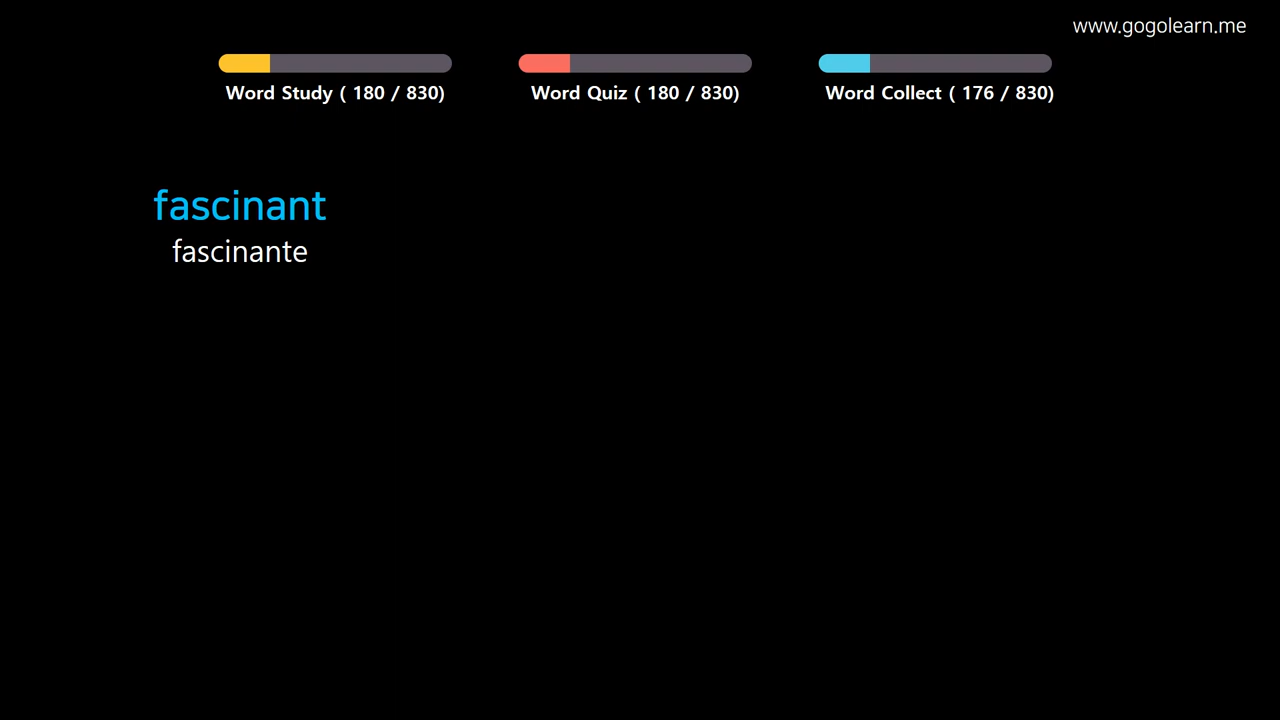 www.gogolearn.me
Word Study ( 180 / 830)
Word Quiz ( 180 / 830)
Word Collect ( 176 / 830)
fascinant
fascinante